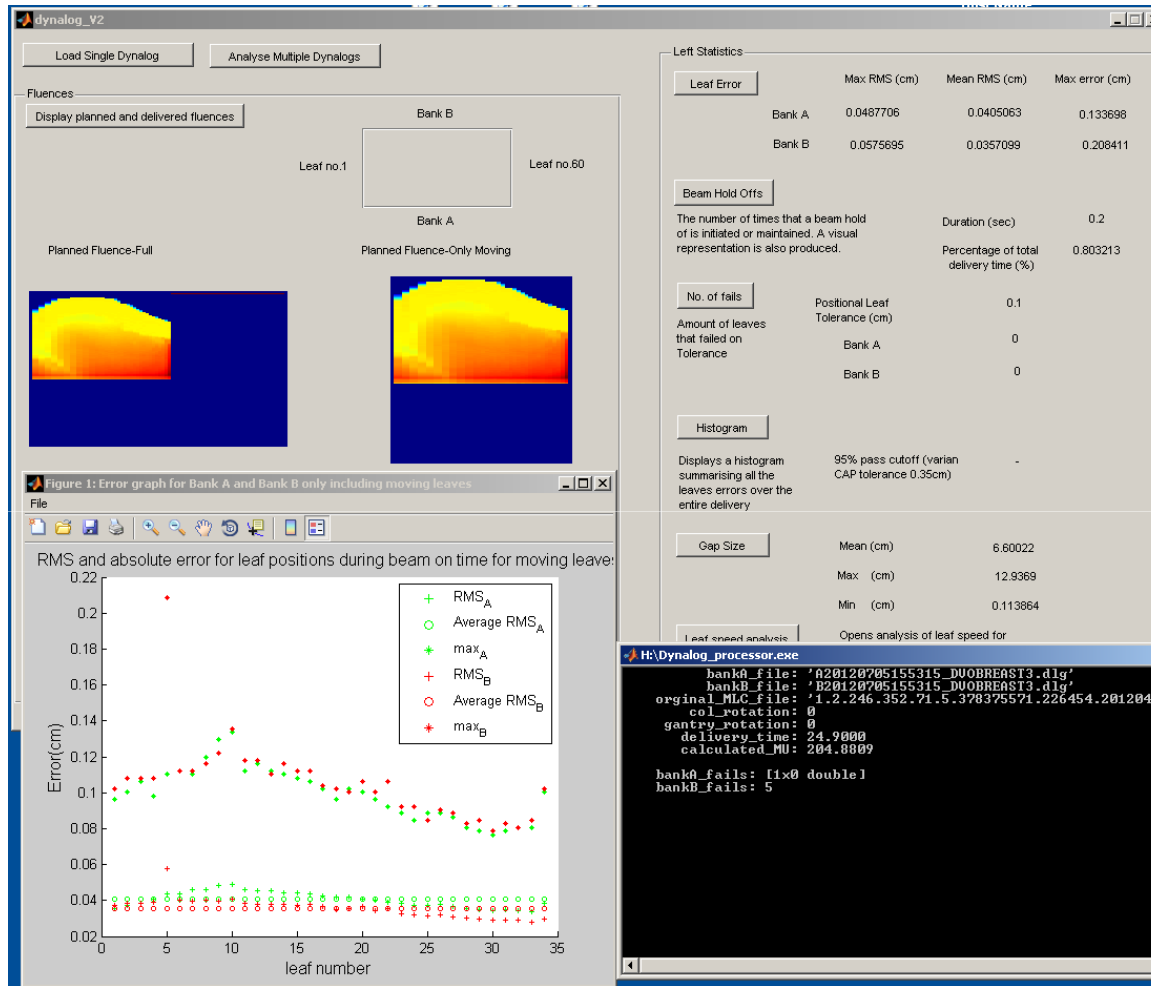 dynalog_V2
Load Single Dynalog
Analyse Multiple Dynalogs
Fluences
Display planned and delivered fluences
Bank B
Leaf no.1
Leaf no.60
Bank A
Planned Fluence-Full
Planned Fluence-Only Moving
Left Statistics
Leaf Error
Max RMS (cm)
Mean RMS (cm)
Max error (cm)
Bank A
0.0487706
0.0405063
0.133698
Bank B
0.0575695
0.0357099
0.208411
Beam Hold Offs
The number of times that a beam hold
of is initiated or maintained. A visual
representation is also produced.
Duration (sec)
0.2
Percentage of total
delivery time (%)
0.803213
No. of fails
Amount of leaves
that failed on
Tolerance
Positional Leaf
Tolerance (cm)
0.1
Bank A
0
Bank B
0
Histogram
Displays a histogram
summarising all the
leaves errors over the
entire delivery
95% pass cutoff (varian
CAP tolerance 0.35cm)
-
Gap Size
Mean (cm)
6.60022
Max (cm)
12.9369
Min (cm)
0.113864
Leaf speed analysis
Opens analysis of leaf speed for
Figure 1: Error graph for Bank A and Bank B only including moving leaves
File
RMS and absolute error for leaf positions during beam on time for moving leaves
0.22
0.2
0.18
0.16
0.14
0.12
0.1
0.08
0.06
0.04
0.02
Error(cm)
0
5
10
15
20
25
30
35
leaf number
RMS_A
Average RMS_A
max_A
RMS_B
Average RMS_B
max_B
H:\Dynalog_processor.exe
bankA_file: 'A20120705155315_DVOBREAST3.dlg'
bankB_file: 'B20120705155315_DVOBREAST3.dlg'
orginal_MLC_file: '1.2.246.352.71.5.378375571.226454.201204
col_rotation: 0
gantry_rotation: 0
delivery_time: 24.9000
calculated_MU: 204.8809
bankA_fails: [1x0 double]
bankB_fails: 5